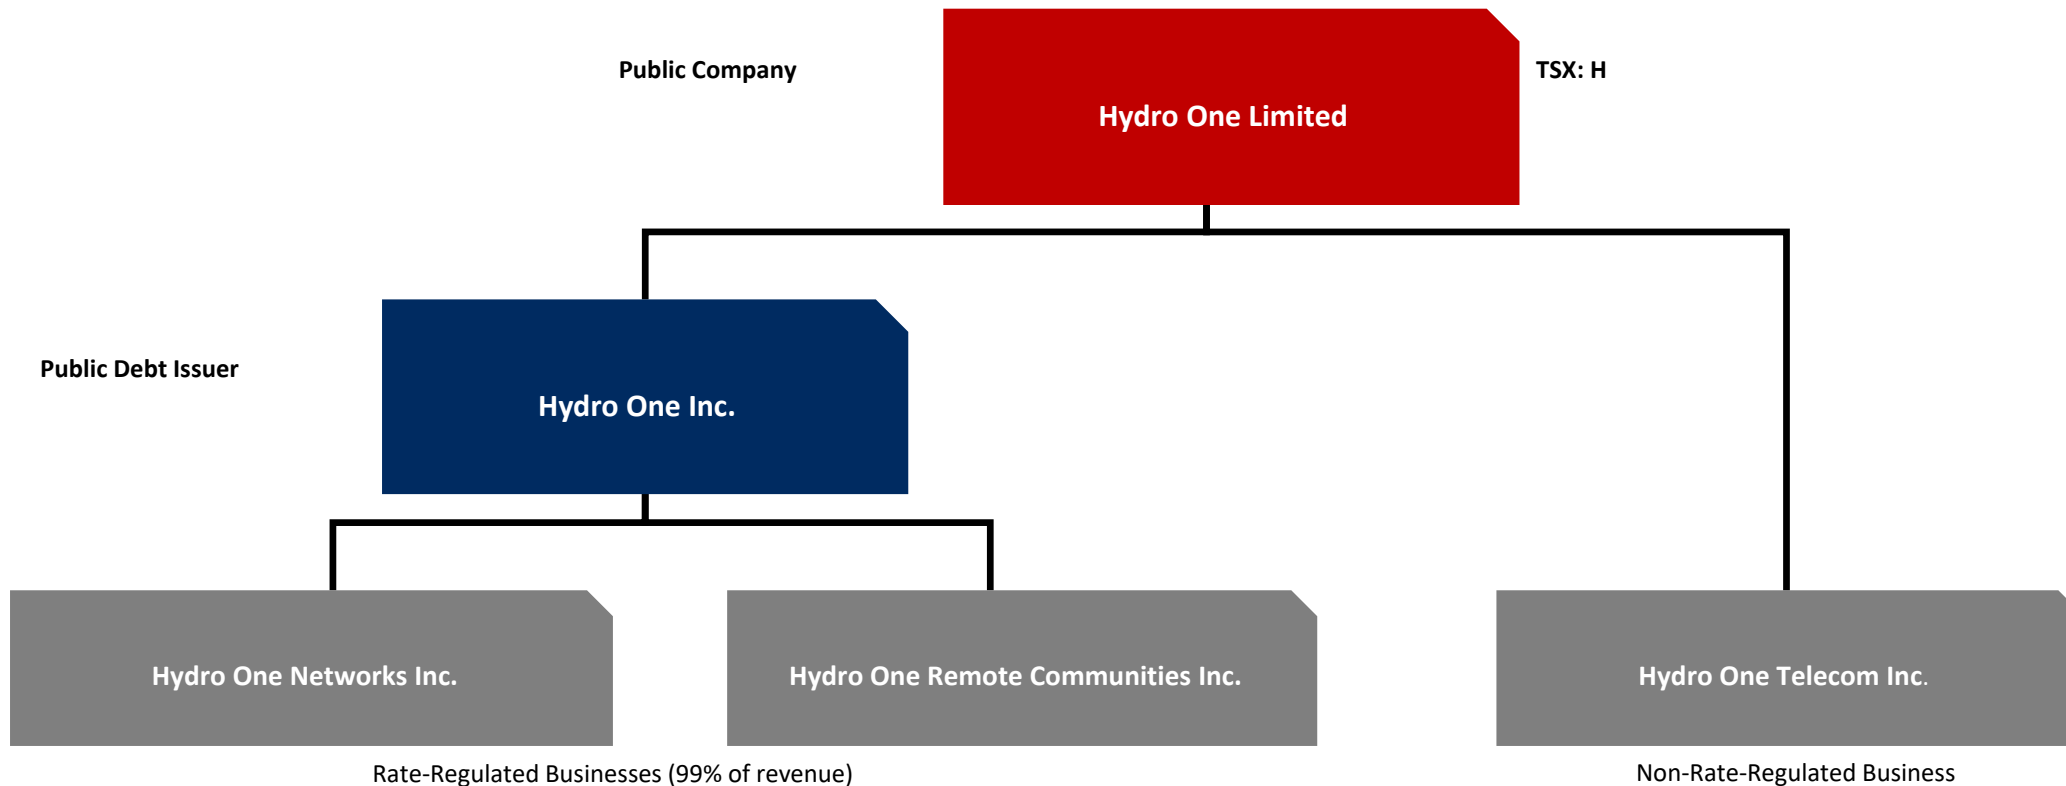 Public Company
TSX: H
Hydro One Limited
Public Debt Issuer
Hydro One Inc.
Hydro One Networks Inc.
Hydro One Remote Communities Inc.
Hydro One Telecom Inc.
Rate-Regulated Businesses (99% of revenue)
Non-Rate-Regulated Business